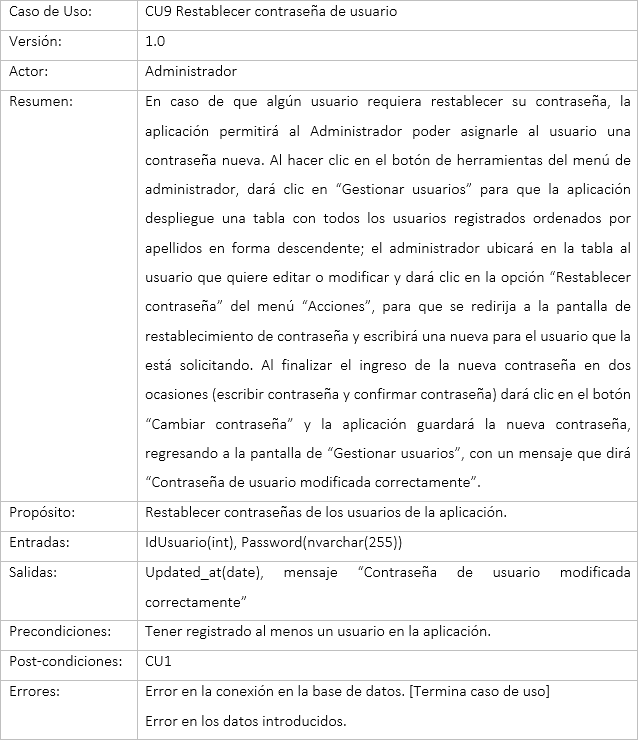 Caso de Uso: CU9 Restablecer contraseña de usuario
Versión: 1.0
Actor: Administrador
Resumen: En caso de que algún usuario requiera restablecer su contraseña, la
aplicación permitirá al Administrador poder asignarle al usuario una
contraseña nueva. Al hacer clic en el botón de herramientas del menú de
administrador, dará clic en “Gestionar usuarios” para que la aplicación
despliegue una tabla con todos los usuarios registrados ordenados por
apellidos en forma descendente; el administrador ubicará en la tabla al
usuario que quiere editar o modificar y dará clic en la opción “Restablecer
contraseña” del menú “Acciones”, para que se redirija a la pantalla de
restablecimiento de contraseña y escribirá una nueva para el usuario que la
está solicitando. Al finalizar el ingreso de la nueva contraseña en dos
ocasiones (escribir contraseña y confirmar contraseña) dará clic en el botón
“Cambiar contraseña” y la aplicación guardará la nueva contraseña,
regresando a la pantalla de “Gestionar usuarios”, con un mensaje que dirá
“Contraseña de usuario modificada correctamente”.
Propósito: Restablecer contraseñas de los usuarios de la aplicación.
Entradas: IdUsuario(int), Password(nvarchar(255))
Salidas: Updated_at(date), mensaje “Contraseña de usuario modificada
correctamente”
Precondiciones: Tener registrado al menos un usuario en la aplicación.
Post-condiciones: CU1
Errores: Error en la conexión en la base de datos. [Termina caso de uso]
Error en los datos introducidos.